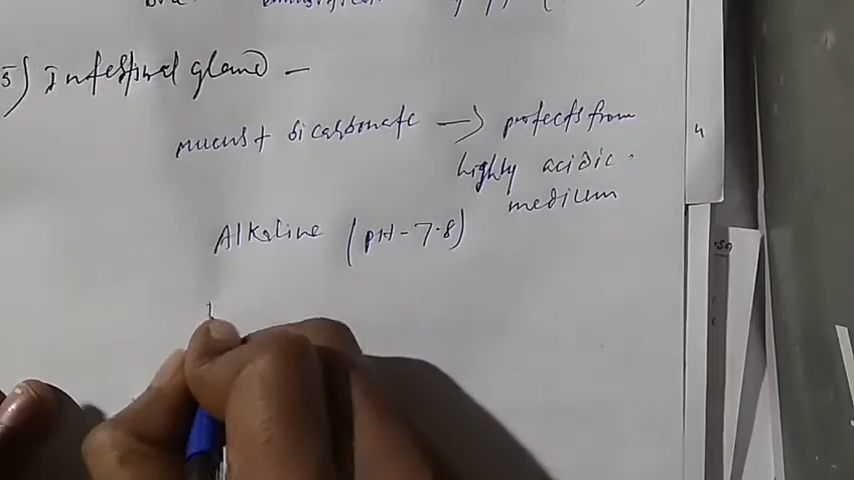 5) Intestinal gland -
mucus + bicarbonate → protects from
highly acidic.
medium
Alkaline (pH - 7.8)